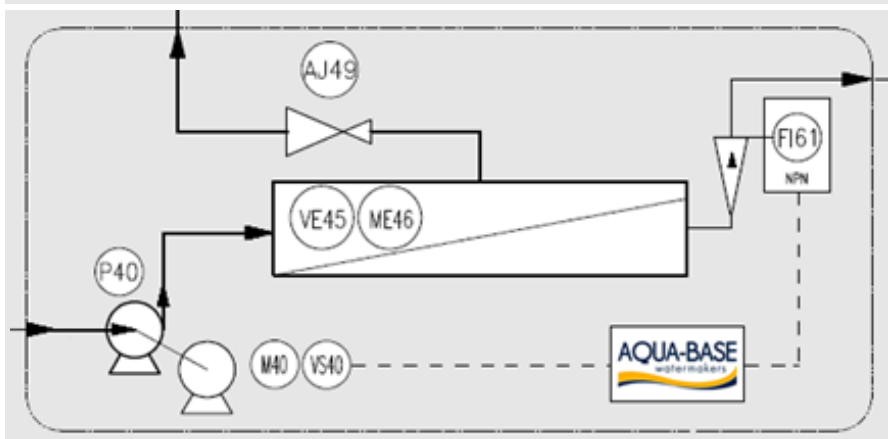 AJ49
FI61
NPN
VE45 ME46
P40
M40 VS40
AQUA-BASE
watermakers